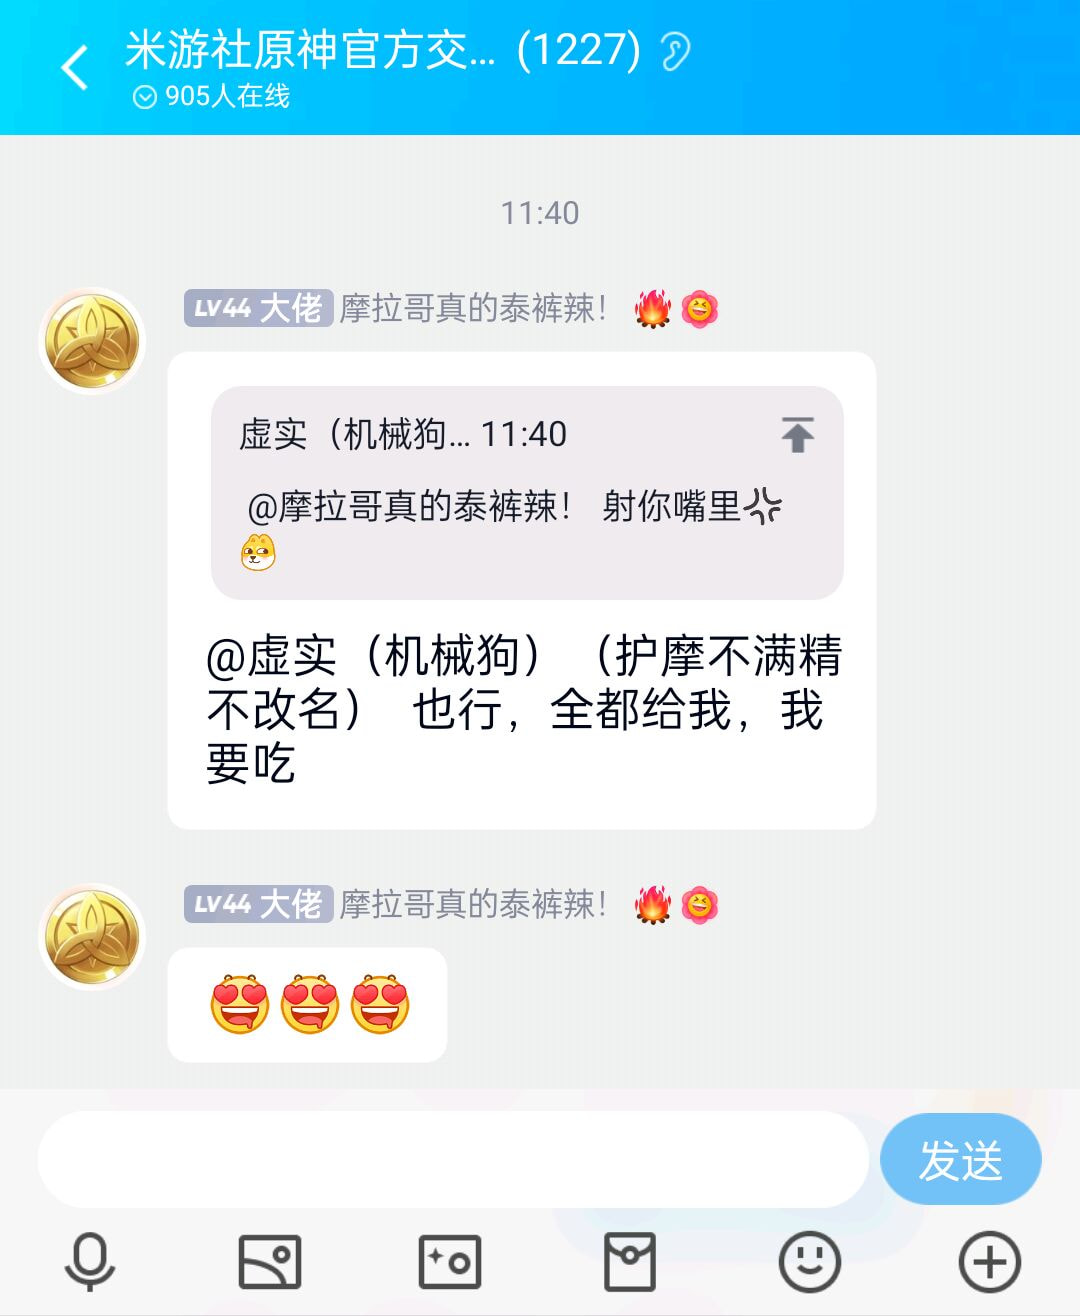 米游社原神官方交... (1227)
905人在线
11:40
LV44 大佬 摩拉哥真的泰裤辣！
虚实（机械狗... 11:40
@摩拉哥真的泰裤辣！ 射你嘴里
@虚实（机械狗）（护摩不满精
不改名） 也行，全都给我，我
要吃
LV44 大佬 摩拉哥真的泰裤辣！
发送